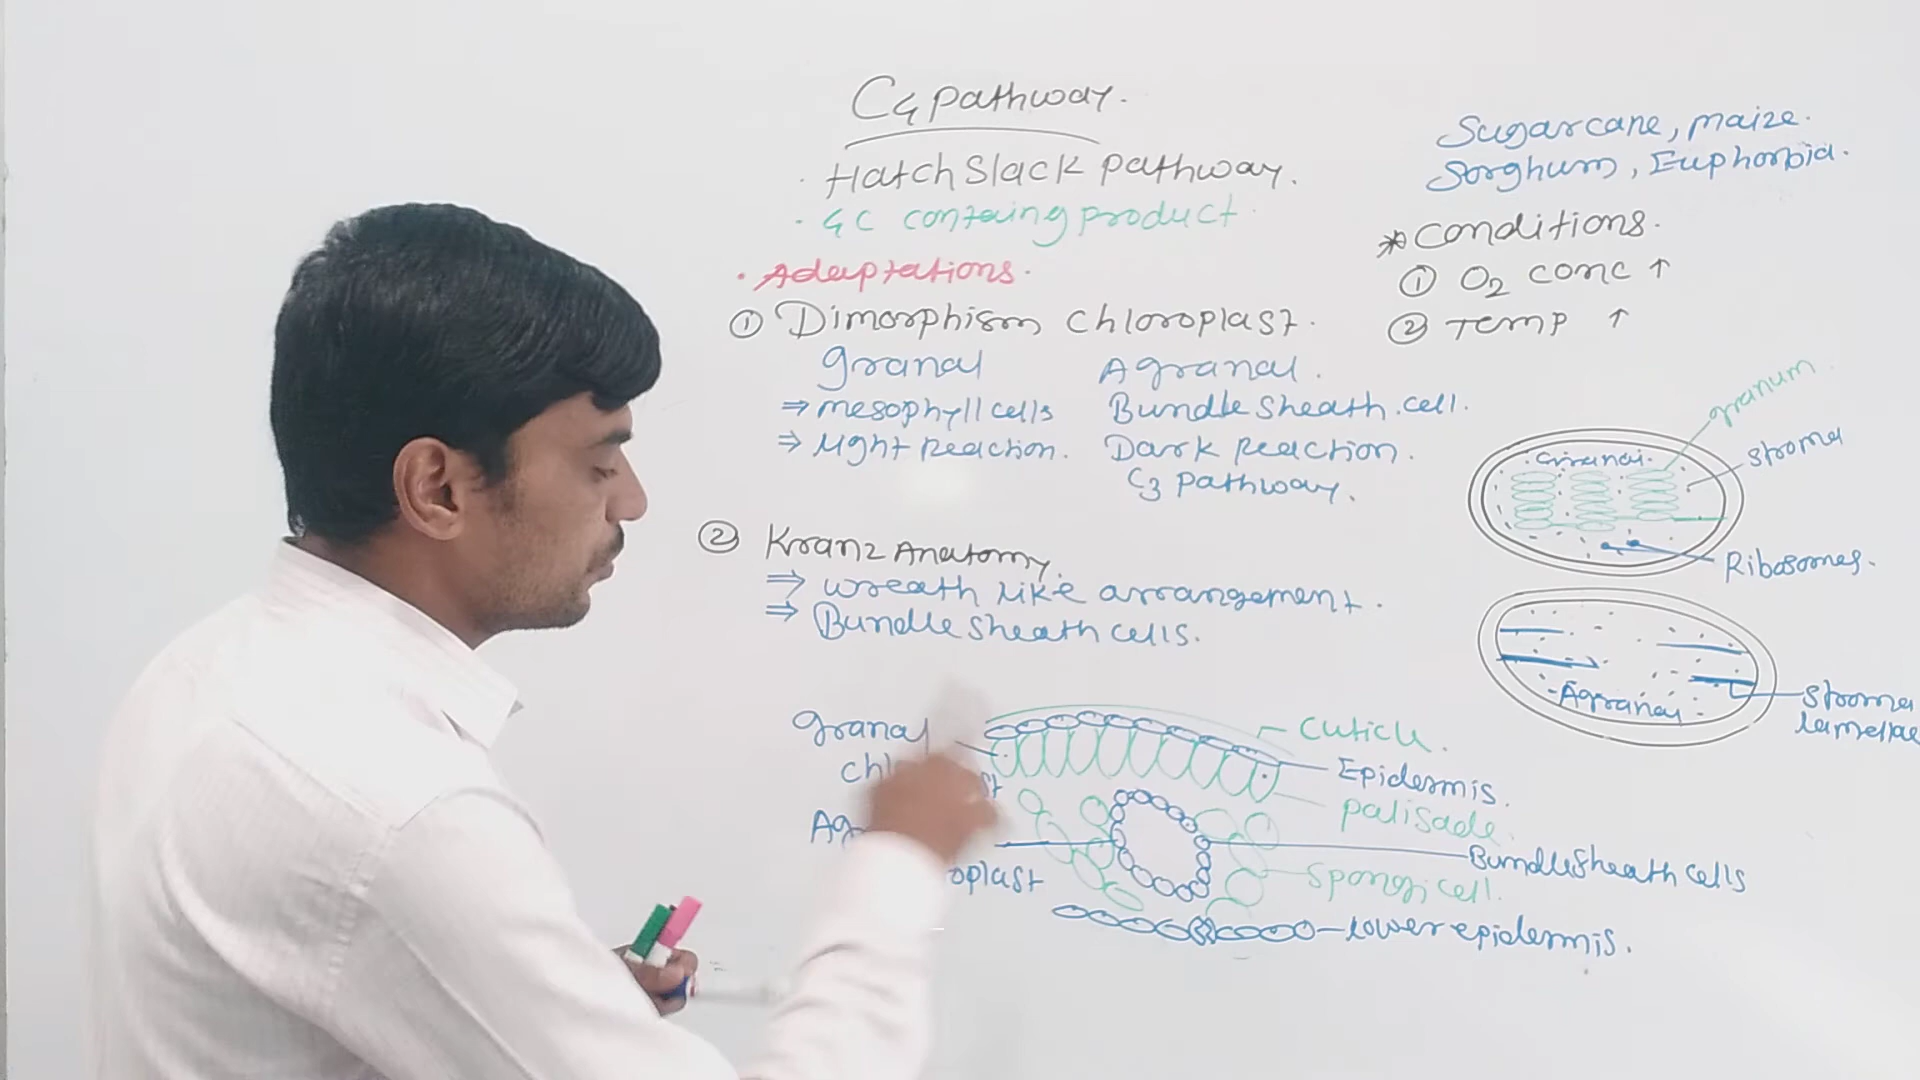 C4 pathway.
Hatch Slack pathway.
4C containg product
Adaptations.
① Dimorphism chloroplast.
granal Agranal.
⇒ mesophyll cells Bundle sheath cell.
⇒ Light Reaction. Dark Reaction.
C3 pathway.
② Kranz Anatomy.
⇒ wreath like arrangement.
⇒ Bundle sheath cells.
Sugarcane, maize.
Sorghum, Euphorbia.
* Conditions.
① O2 conc ↑
② Temp ↑
granum
stroma
Granal.
Ribosomes.
Agranal
stroma
lamellae
granal
Cuticle.
Epidermis.
palisade.
Bundle sheath cells
Spongi cell.
lower epidermis.